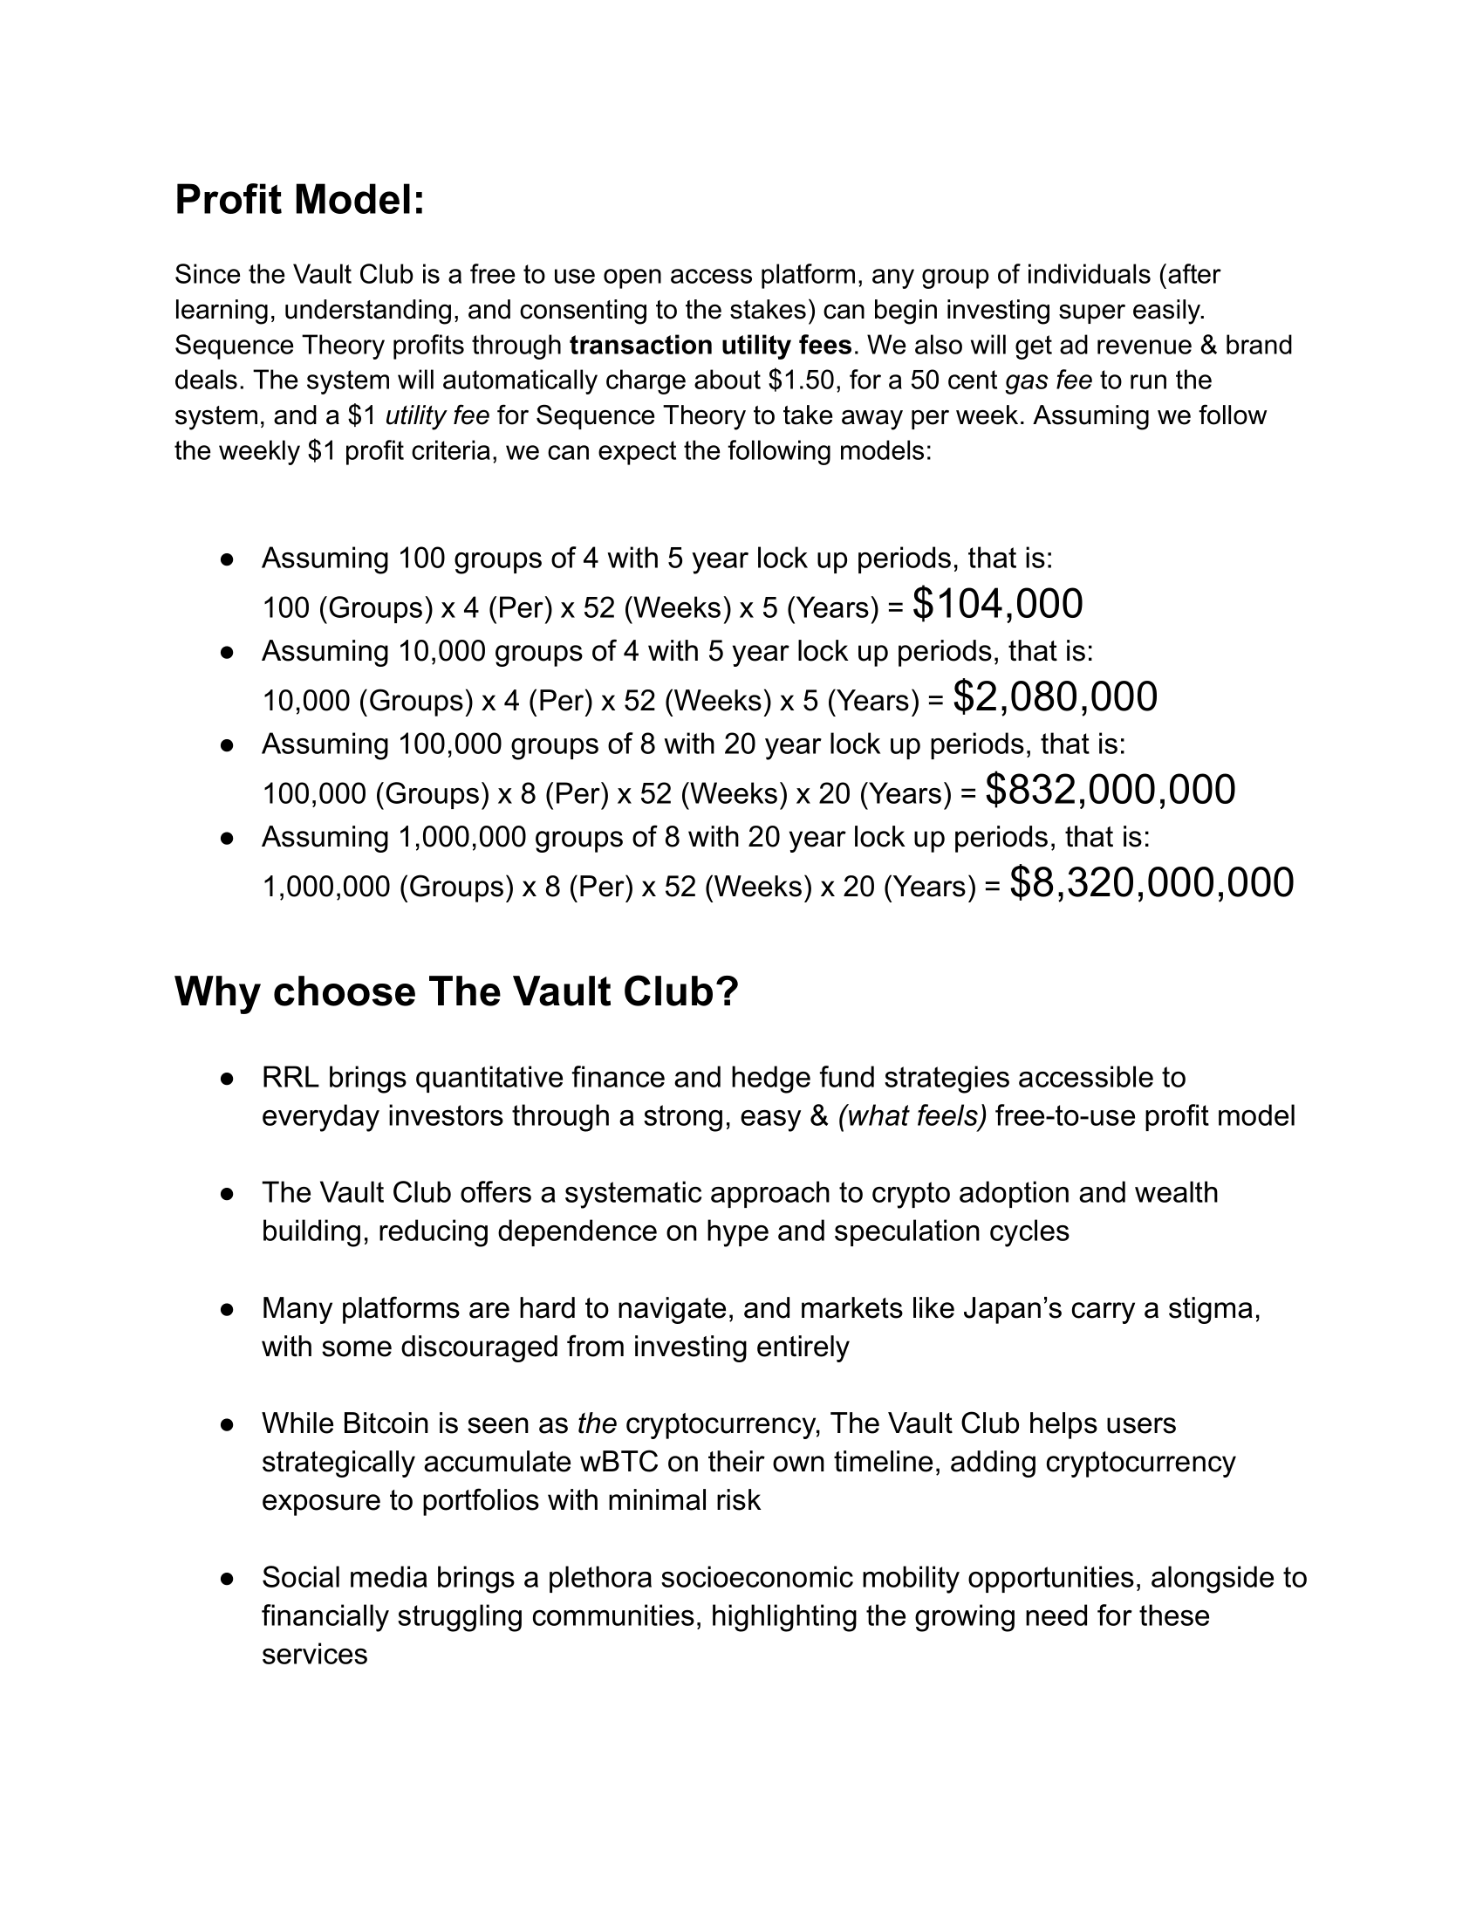 Profit Model:
Since the Vault Club is a free to use open access platform, any group of individuals (after
learning, understanding, and consenting to the stakes) can begin investing super easily.
Sequence Theory profits through transaction utility fees. We also will get ad revenue & brand
deals. The system will automatically charge about $1.50, for a 50 cent gas fee to run the
system, and a $1 utility fee for Sequence Theory to take away per week. Assuming we follow
the weekly $1 profit criteria, we can expect the following models:
● Assuming 100 groups of 4 with 5 year lock up periods, that is:
100 (Groups) x 4 (Per) x 52 (Weeks) x 5 (Years) = $104,000
● Assuming 10,000 groups of 4 with 5 year lock up periods, that is:
10,000 (Groups) x 4 (Per) x 52 (Weeks) x 5 (Years) = $2,080,000
● Assuming 100,000 groups of 8 with 20 year lock up periods, that is:
100,000 (Groups) x 8 (Per) x 52 (Weeks) x 20 (Years) = $832,000,000
● Assuming 1,000,000 groups of 8 with 20 year lock up periods, that is:
1,000,000 (Groups) x 8 (Per) x 52 (Weeks) x 20 (Years) = $8,320,000,000
Why choose The Vault Club?
● RRL brings quantitative finance and hedge fund strategies accessible to
everyday investors through a strong, easy & (what feels) free-to-use profit model
● The Vault Club offers a systematic approach to crypto adoption and wealth
building, reducing dependence on hype and speculation cycles
● Many platforms are hard to navigate, and markets like Japan’s carry a stigma,
with some discouraged from investing entirely
● While Bitcoin is seen as the cryptocurrency, The Vault Club helps users
strategically accumulate wBTC on their own timeline, adding cryptocurrency
exposure to portfolios with minimal risk
● Social media brings a plethora socioeconomic mobility opportunities, alongside to
financially struggling communities, highlighting the growing need for these
services